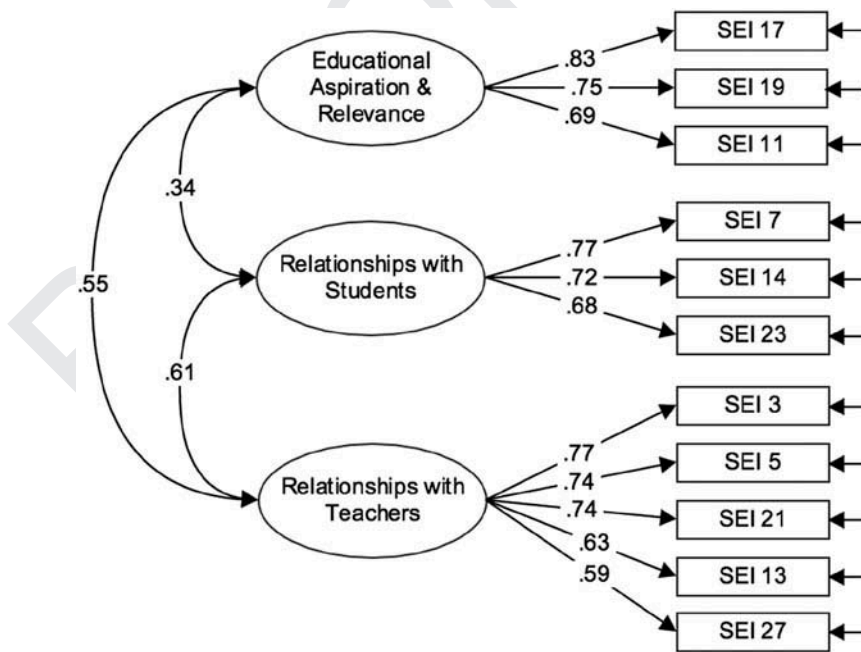 Educational
Aspiration &
Relevance
.83
.75
.69
SEI 17
SEI 19
SEI 11
.34
.55
Relationships with
Students
.77
.72
.68
SEI 7
SEI 14
SEI 23
.61
Relationships with
Teachers
.77
.74
.74
.63
.59
SEI 3
SEI 5
SEI 21
SEI 13
SEI 27